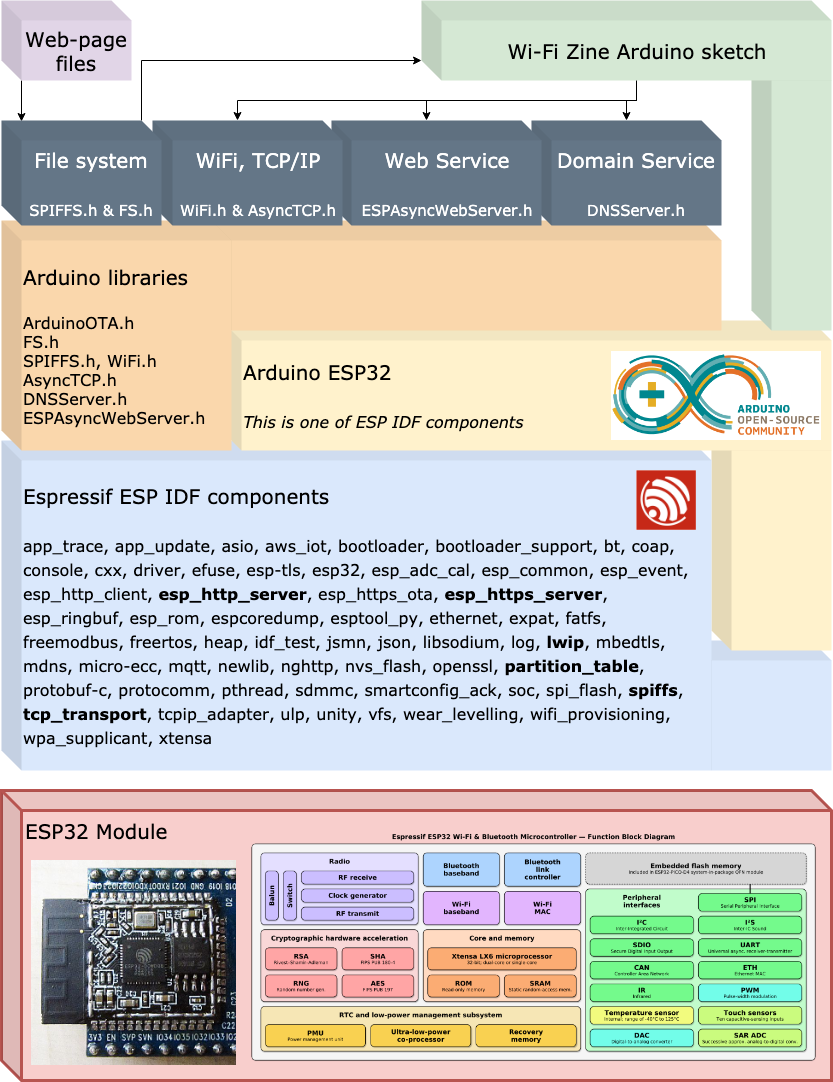 Web-page
files
Wi-Fi Zine Arduino sketch
File system
SPIFFS.h & FS.h
WiFi, TCP/IP
WiFi.h & AsyncTCP.h
Web Service
ESPAsyncWebServer.h
Domain Service
DNSServer.h
Arduino libraries
ArduinoOTA.h
FS.h
SPIFFS.h, WiFi.h
AsyncTCP.h
DNSServer.h
ESPAsyncWebServer.h
Arduino ESP32
This is one of ESP IDF components
ARDUINO
OPEN-SOURCE
COMMUNITY
Espressif ESP IDF components
app_trace, app_update, asio, aws_iot, bootloader, bootloader_support, bt, coap,
console, cxx, driver, efuse, esp-tls, esp32, esp_adc_cal, esp_common, esp_event,
esp_http_client, esp_http_server, esp_https_ota, esp_https_server,
esp_ringbuf, esp_rom, espcoredump, esptool_py, ethernet, expat, fatfs,
freemodbus, freertos, heap, idf_test, jsmn, json, libsodium, log, lwip, mbedtls,
mdns, micro-ecc, mqtt, newlib, nghttp, nvs_flash, openssl, partition_table,
protobuf-c, protocomm, pthread, sdmmc, smartconfig_ack, soc, spi_flash, spiffs,
tcp_transport, tcpip_adapter, ulp, unity, vfs, wear_levelling, wifi_provisioning,
wpa_supplicant, xtensa
ESP32 Module
3V3 EN SVP SVN IO34 IO35 IO32 IO33
Espressif ESP32 Wi-Fi & Bluetooth Microcontroller — Function Block Diagram
Radio
Balun
Switch
RF receive
Clock generator
RF transmit
Bluetooth
baseband
Bluetooth
link
controller
Wi-Fi
baseband
Wi-Fi
MAC
Embedded flash memory
Included in ESP32-PICO-D4 system-in-package QFN module
Peripheral
interfaces
SPI
Serial Peripheral Interface
I²C
Inter-Integrated Circuit
I²S
Inter-IC Sound
SDIO
Secure Digital Input Output
UART
Universal async. receiver-transmitter
CAN
Controller Area Network
ETH
Ethernet MAC
IR
Infrared
PWM
Pulse-width modulation
Temperature sensor
Internal; range of -40°C to 125°C
Touch sensors
Ten capacitive-sensing inputs
DAC
Digital-to-analog converter
SAR ADC
Successive approx. analog-to-digital conv.
Cryptographic hardware acceleration
RSA
Rivest–Shamir–Adleman
SHA
FIPS PUB 180-4
RNG
Random number gen.
AES
FIPS PUB 197
Core and memory
Xtensa LX6 microprocessor
32-bit, dual-core or single-core
ROM
Read-only memory
SRAM
Static random-access mem.
RTC and low-power management subsystem
PMU
Power management unit
Ultra-low-power
co-processor
Recovery
memory